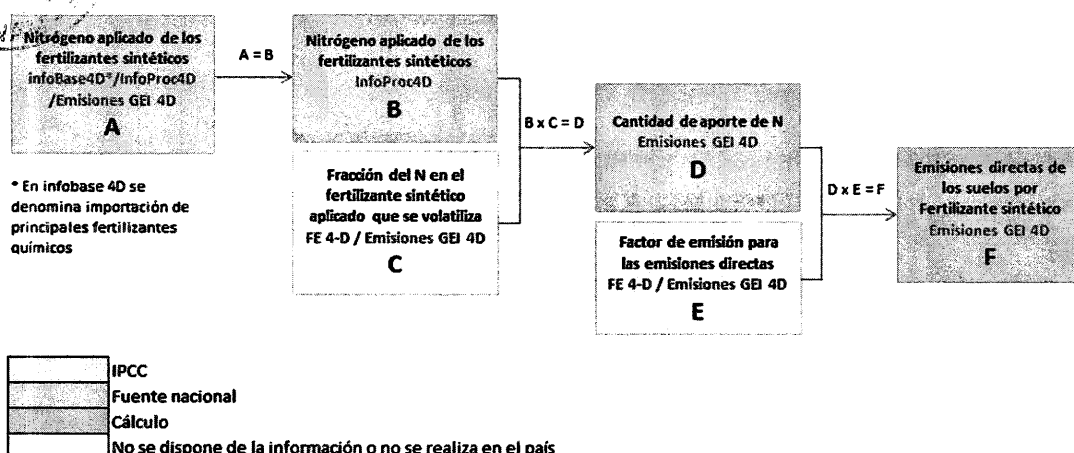 Nitrógeno aplicado de los
fertilizantes sintéticos
infoBase4D*/InfoProc4D
/Emisiones GEI 4D
A
A = B
Nitrógeno aplicado de los
fertilizantes sintéticos
InfoProc4D
B
Fracción del N en el
fertilizante sintético
aplicado que se volatiliza
FE 4-D / Emisiones GEI 4D
C
B x C = D
Cantidad de aporte de N
Emisiones GEI 4D
D
Factor de emisión para
las emisiones directas
FE 4-D / Emisiones GEI 4D
E
D x E = F
Emisiones directas de
los suelos por
Fertilizante sintético
Emisiones GEI 4D
F
* En infobase 4D se
denomina importación de
principales fertilizantes
químicos
IPCC
Fuente nacional
Cálculo
No se dispone de la información o no se realiza en el país